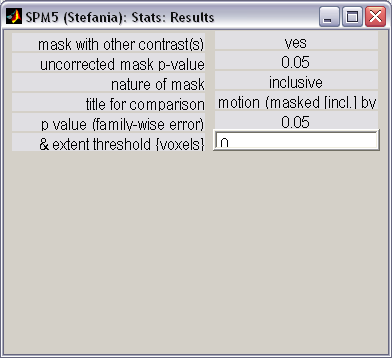 SPM5 (Stefania): Stats: Results
mask with other contrast(s) yes
uncorrected mask p-value 0.05
nature of mask inclusive
title for comparison motion (masked [incl.] by
p value (family-wise error) 0.05
& extent threshold {voxels} 0